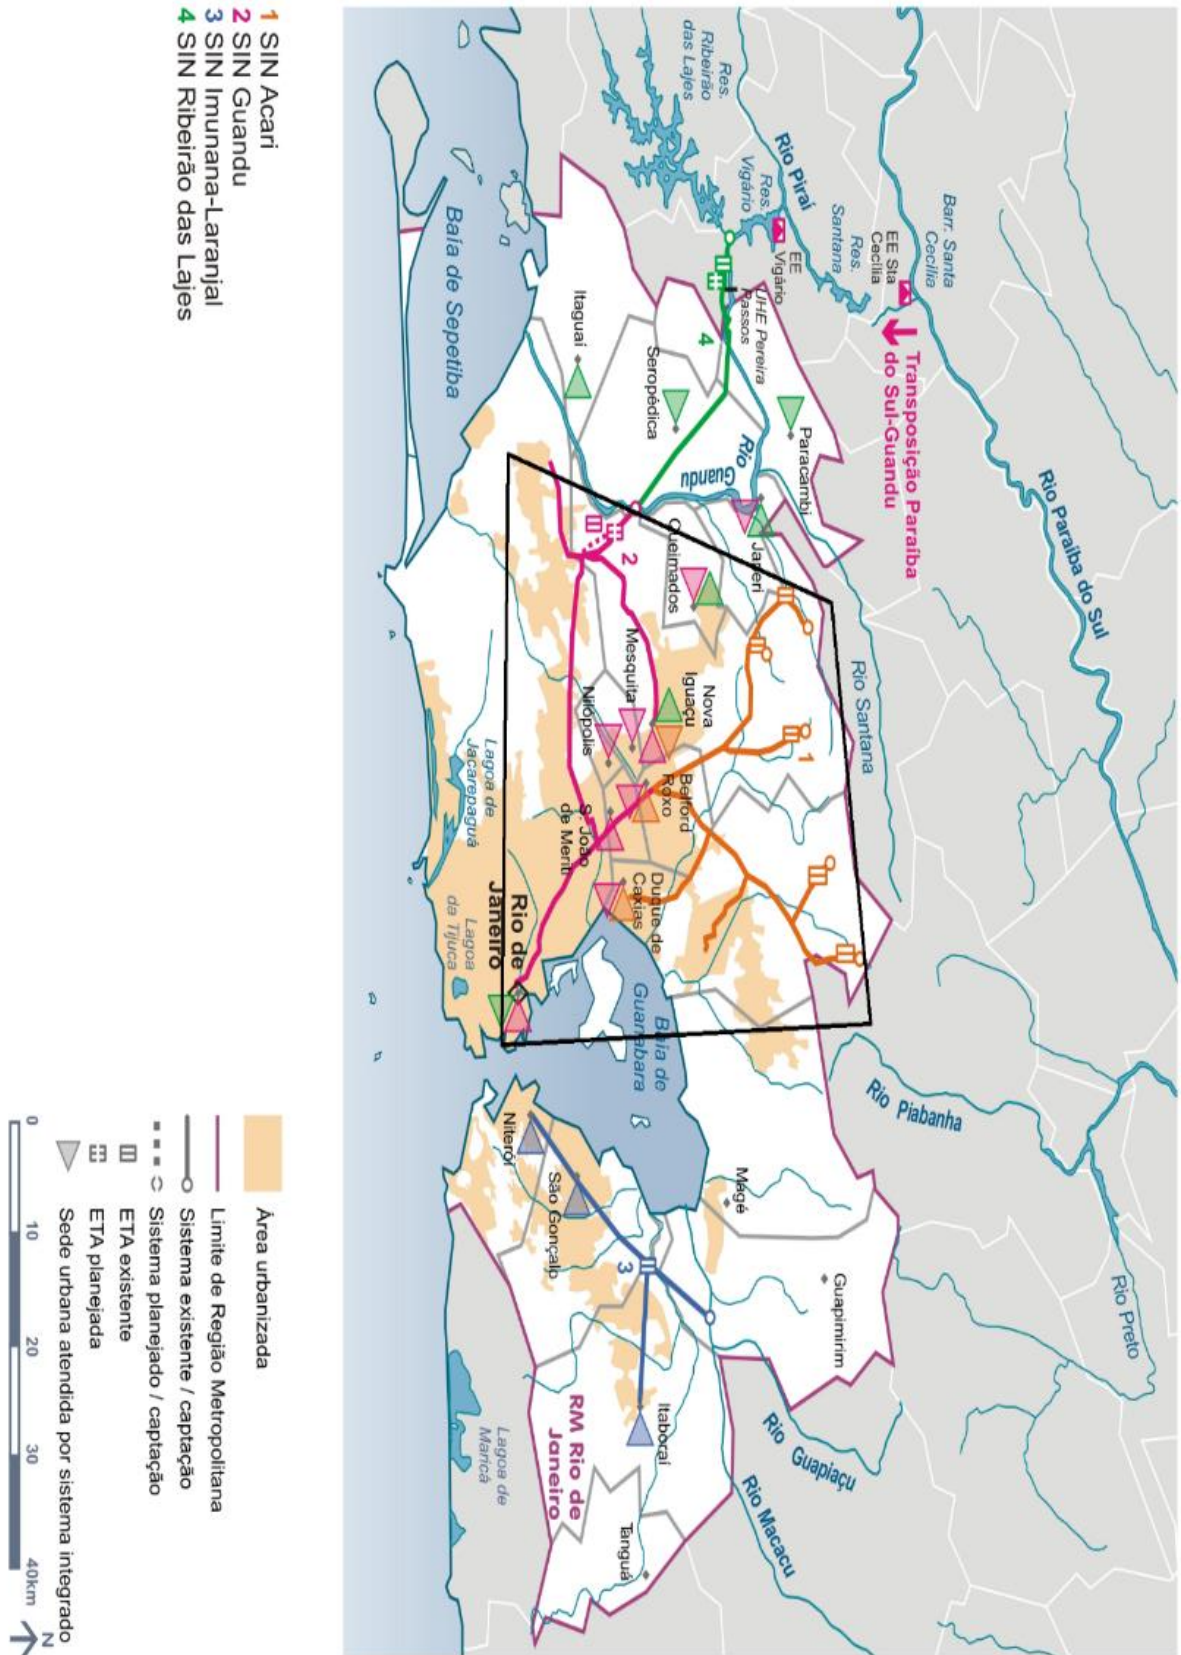 Barr. Santa
Cecília
EE Sta
Cecília
Transposição Paraíba
do Sul-Guandu
Rio Paraíba do Sul
Res.
Santana
Rio Piraí
Res.
Vigário
EE
Vigário
Res.
Ribeirão
das Lajes
UHE Pereira
Passos
4
Paracambi
Seropédica
Itaguaí
Rio
Guandu
Japeri
Queimados
2
Rio Santana
1
Nova
Iguaçu
Mesquita
Nilópolis
Belford
Roxo
S. João
de Meriti
Duque de
Caxias
Rio de
Janeiro
Baía de Sepetiba
Lagoa de
Jacarepaguá
Lagoa
da Tijuca
Baía de
Guanabara
Rio Piabanha
Rio Preto
Magé
Guapimirim
Niterói
São Gonçalo
3
Itaboraí
Rio Guapiaçu
Rio Macacu
RM Rio de
Janeiro
Tanguá
Lagoa de
Maricá
1 SIN Acari
2 SIN Guandu
3 SIN Imunana-Laranjal
4 SIN Ribeirão das Lajes
Área urbanizada
Limite de Região Metropolitana
Sistema existente / captação
Sistema planejado / captação
ETA existente
ETA planejada
Sede urbana atendida por sistema integrado
0 10 20 30 40km
N